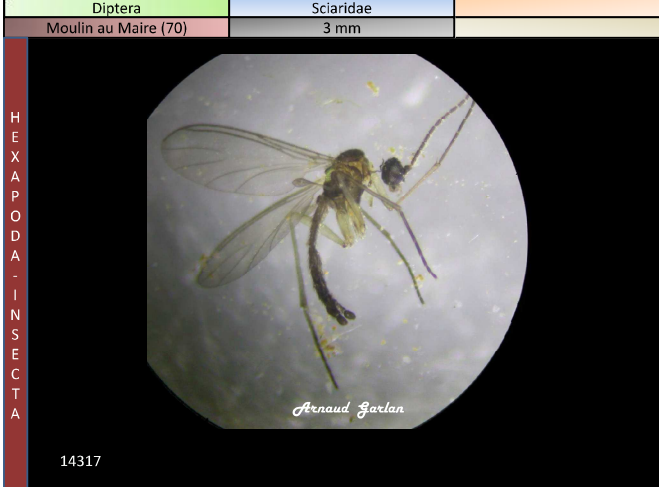 Diptera
Sciaridae
Moulin au Maire (70)
3 mm
HEXAPODA-INSECTA
Arnaud Garlan
14317